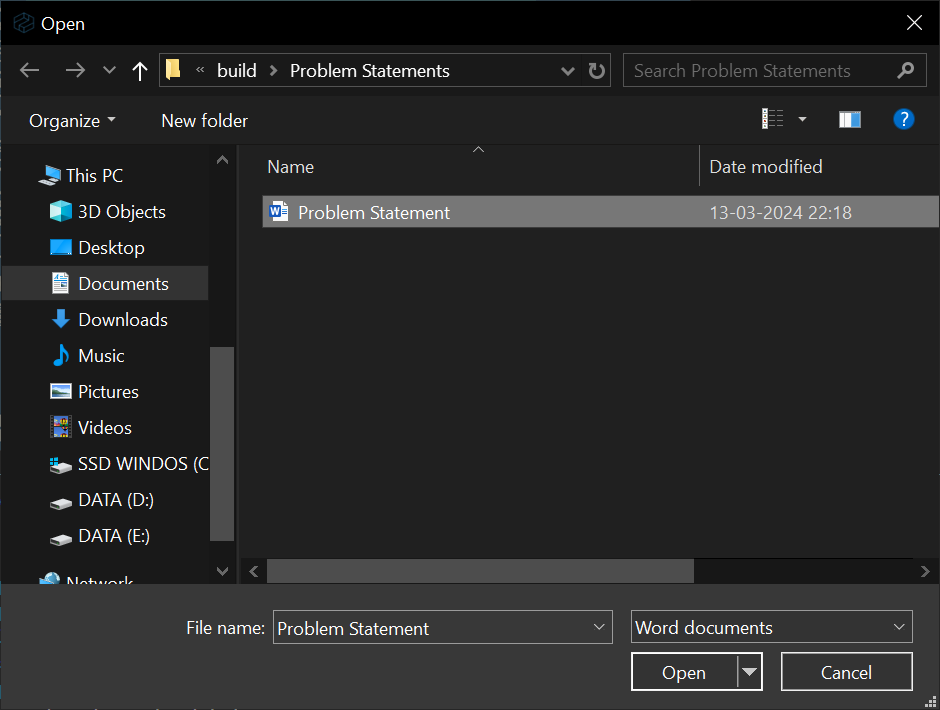 Open
« build > Problem Statements
Search Problem Statements
Organize
New folder
?
Name
Date modified
This PC
3D Objects
Desktop
Documents
Downloads
Music
Pictures
Videos
SSD WINDOS (C
DATA (D:)
DATA (E:)
Network
W
Problem Statement
13-03-2024 22:18
File name:
Problem Statement
Word documents
Open
Cancel